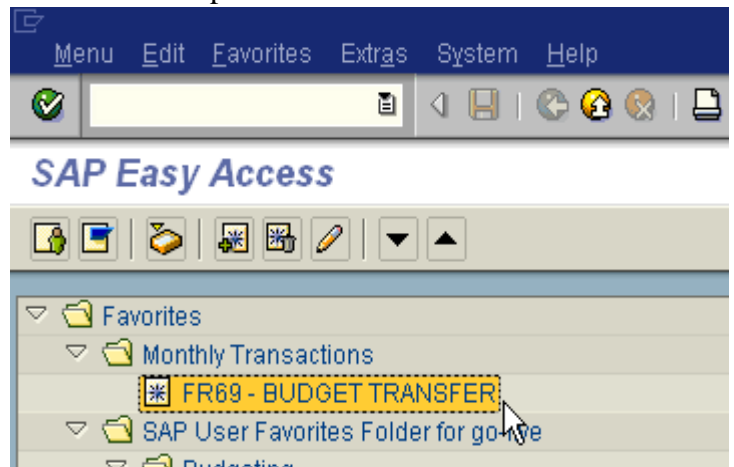 Menu Edit Favorites Extras System Help
SAP Easy Access
Favorites
Monthly Transactions
FR69 - BUDGET TRANSFER
SAP User Favorites Folder for go-live